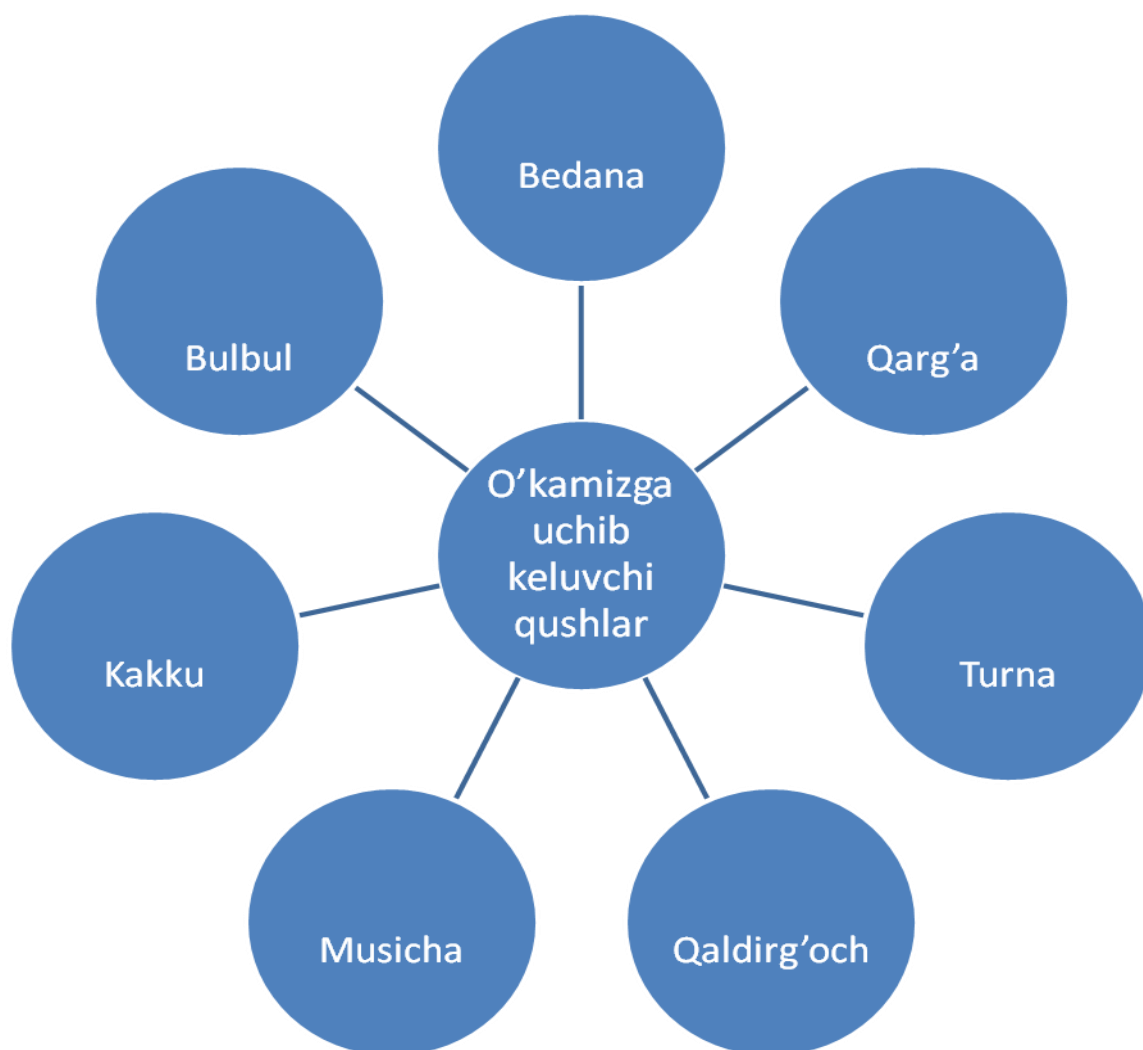 Bedana
Qarg’a
Turna
Qaldirg’och
Musicha
Kakku
Bulbul
O’kamizga
uchib
keluvchi
qushlar